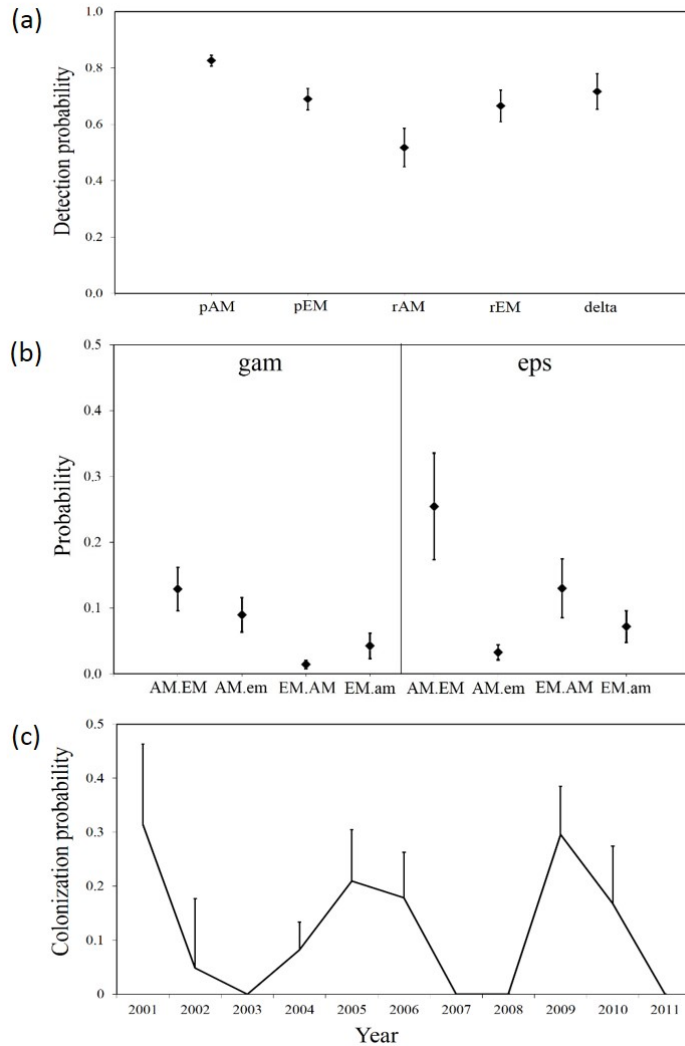 (a)
1.0
0.8
0.6
0.4
0.2
0.0
Detection probability
pAM pEM rAM rEM delta
(b)
gam eps
0.5
0.4
0.3
0.2
0.1
0.0
Probability
AM.EM AM.em EM.AM EM.am AM.EM AM.em EM.AM EM.am
(c)
0.5
0.4
0.3
0.2
0.1
0
Colonization probability
2001 2002 2003 2004 2005 2006 2007 2008 2009 2010 2011
Year